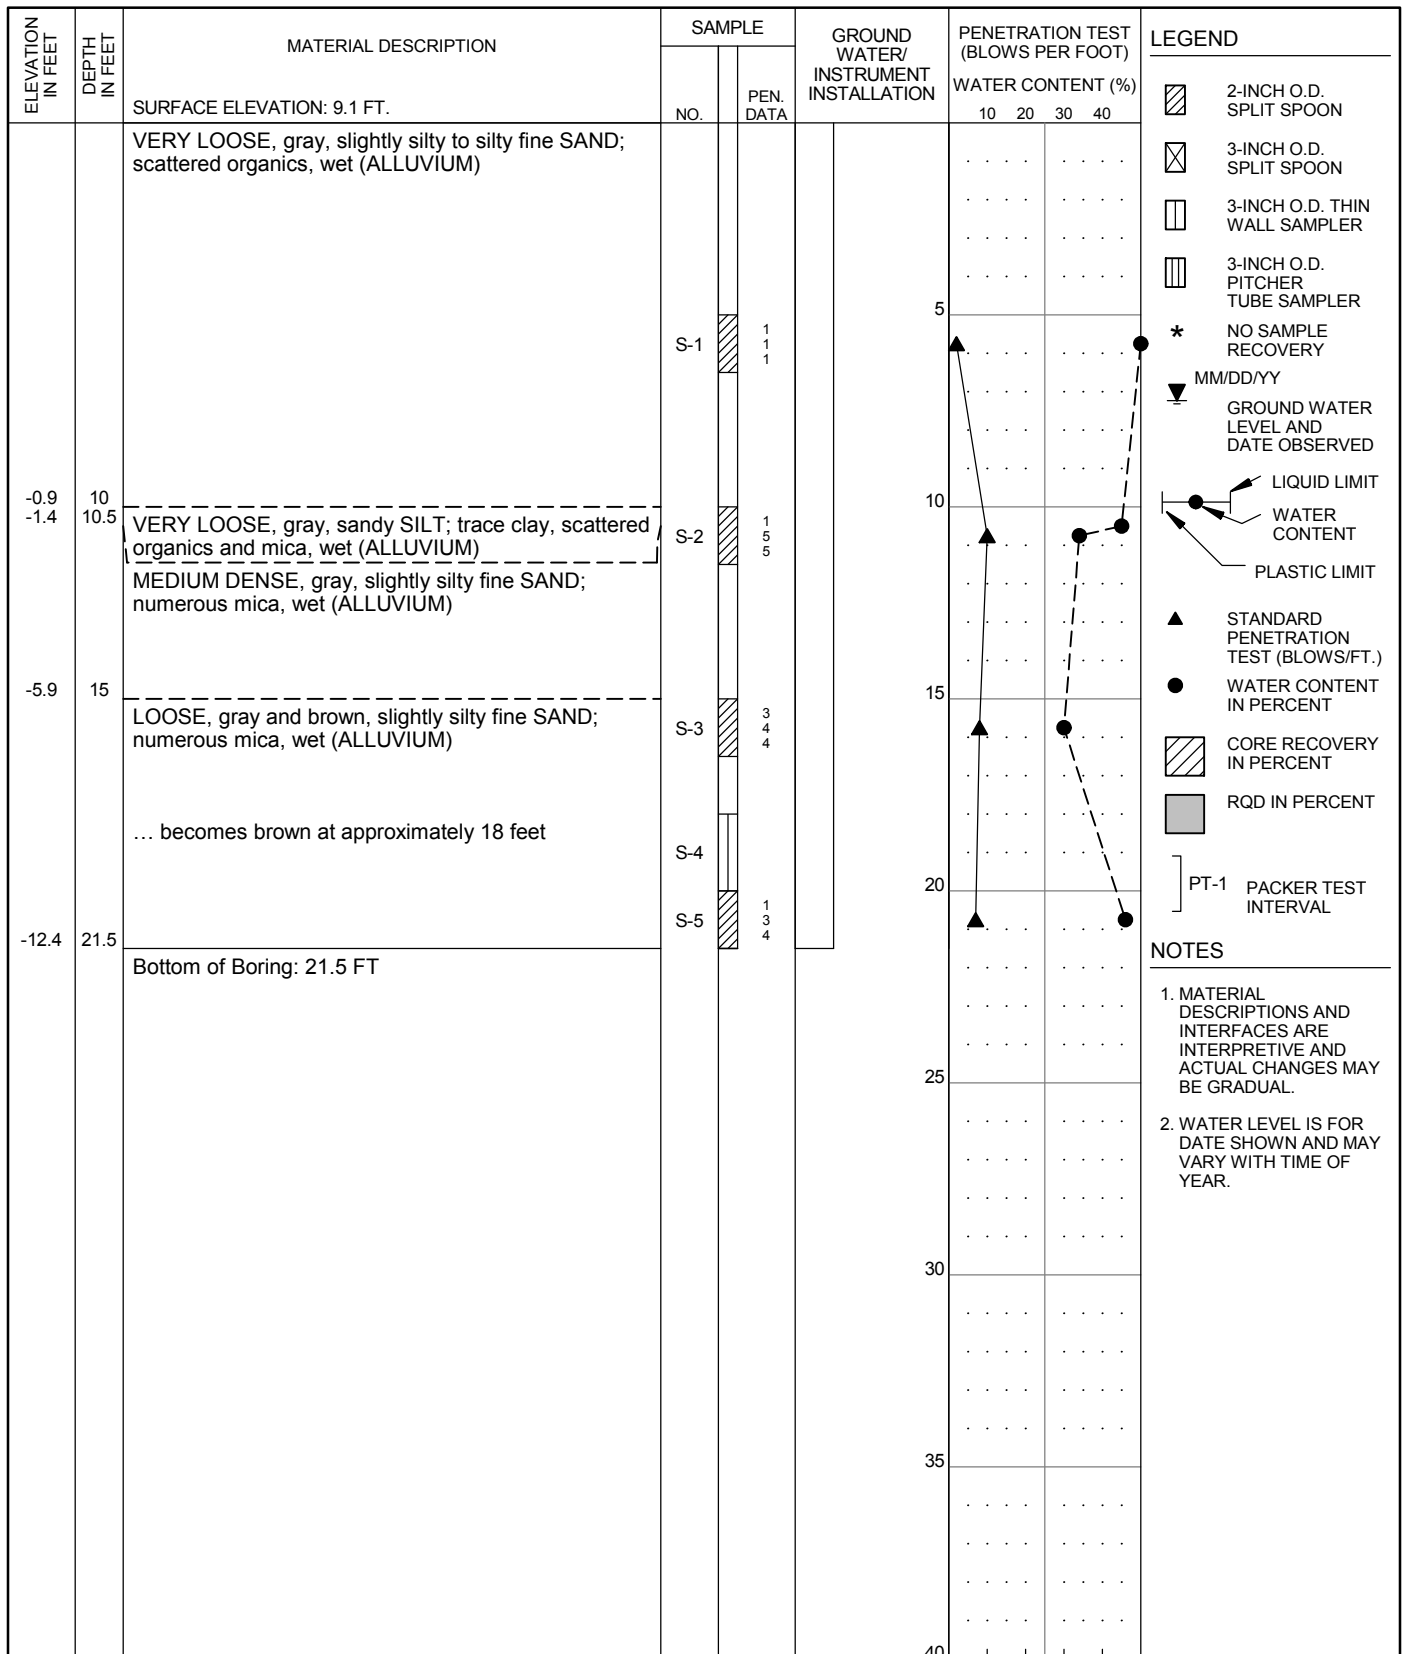 ELEVATION
IN FEET
DEPTH
IN FEET
MATERIAL DESCRIPTION
SURFACE ELEVATION: 9.1 FT.
SAMPLE
NO.
PEN.
DATA
GROUND
WATER/
INSTRUMENT
INSTALLATION
PENETRATION TEST
(BLOWS PER FOOT)
WATER CONTENT (%)
10 20 30 40
VERY LOOSE, gray, slightly silty to silty fine SAND;
scattered organics, wet (ALLUVIUM)
5
S-1
1
1
1
-0.9 10
-1.4 10.5
10
VERY LOOSE, gray, sandy SILT; trace clay, scattered
organics and mica, wet (ALLUVIUM)
S-2
1
5
5
MEDIUM DENSE, gray, slightly silty fine SAND;
numerous mica, wet (ALLUVIUM)
-5.9 15
15
LOOSE, gray and brown, slightly silty fine SAND;
numerous mica, wet (ALLUVIUM)
S-3
3
4
4
… becomes brown at approximately 18 feet
S-4
20
S-5
1
3
4
-12.4 21.5
Bottom of Boring: 21.5 FT
25
30
35
40
LEGEND
2-INCH O.D.
SPLIT SPOON
3-INCH O.D.
SPLIT SPOON
3-INCH O.D. THIN
WALL SAMPLER
3-INCH O.D.
PITCHER
TUBE SAMPLER
* NO SAMPLE
RECOVERY
MM/DD/YY
GROUND WATER
LEVEL AND
DATE OBSERVED
LIQUID LIMIT
WATER
CONTENT
PLASTIC LIMIT
STANDARD
PENETRATION
TEST (BLOWS/FT.)
WATER CONTENT
IN PERCENT
CORE RECOVERY
IN PERCENT
RQD IN PERCENT
PT-1 PACKER TEST
INTERVAL
NOTES
1. MATERIAL
DESCRIPTIONS AND
INTERFACES ARE
INTERPRETIVE AND
ACTUAL CHANGES MAY
BE GRADUAL.
2. WATER LEVEL IS FOR
DATE SHOWN AND MAY
VARY WITH TIME OF
YEAR.